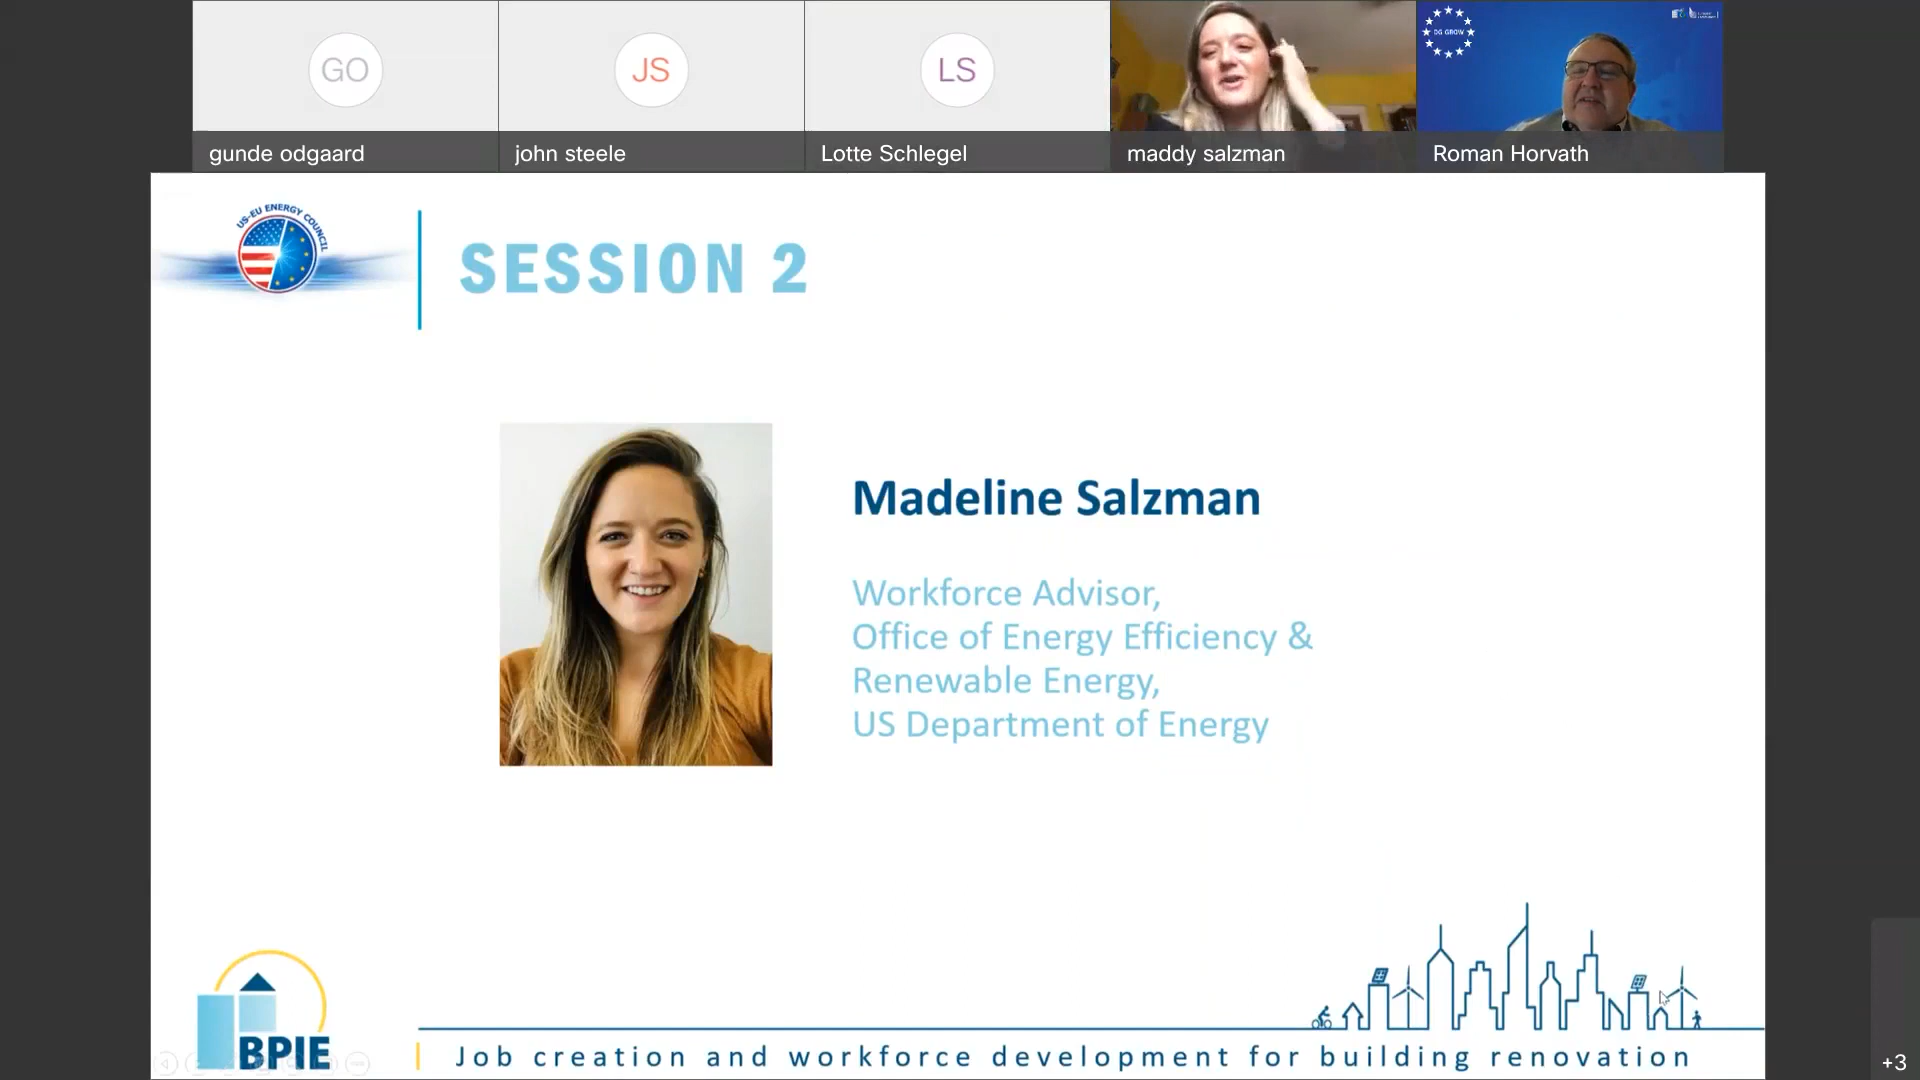 GO
JS
LS
DG GROW
gunde odgaard
john steele
Lotte Schlegel
maddy salzman
Roman Horvath
US-EU ENERGY COUNCIL
SESSION 2
Madeline Salzman
Workforce Advisor,
Office of Energy Efficiency &
Renewable Energy,
US Department of Energy
BPIE
Job creation and workforce development for building renovation
+3